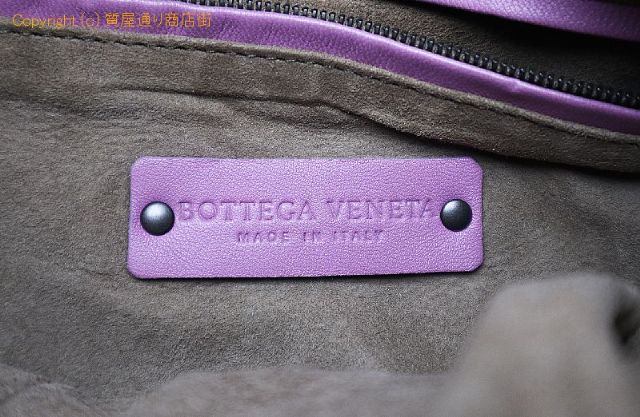 Copyright (c) 質屋通り商店街
BOTTEGA VENETA
MADE IN ITALY